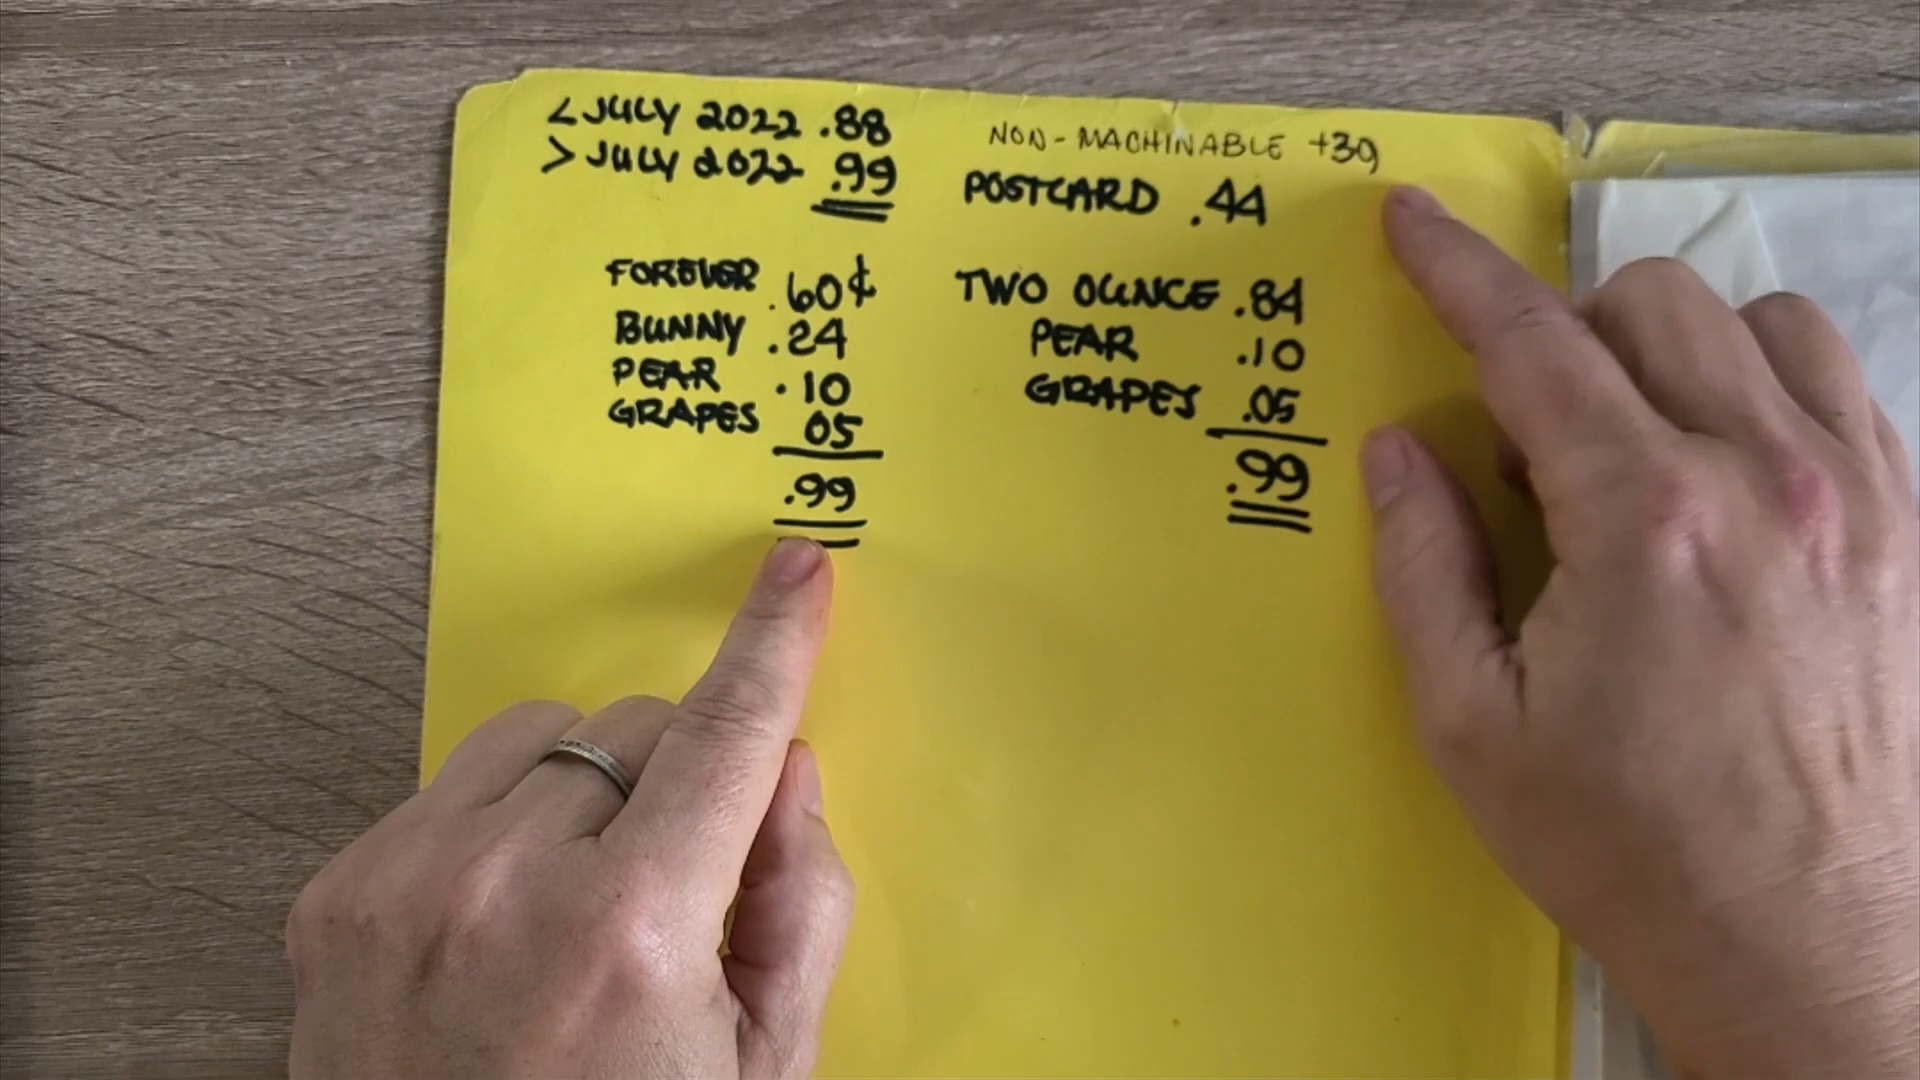 < JULY 2022 .88
> JULY 2022 .99
NON-MACHINABLE +39
POSTCARD .44
FOREVER .60¢
BUNNY .24
PEAR .10
GRAPES 05
.99
TWO OUNCE .84
PEAR .10
GRAPES .05
.99